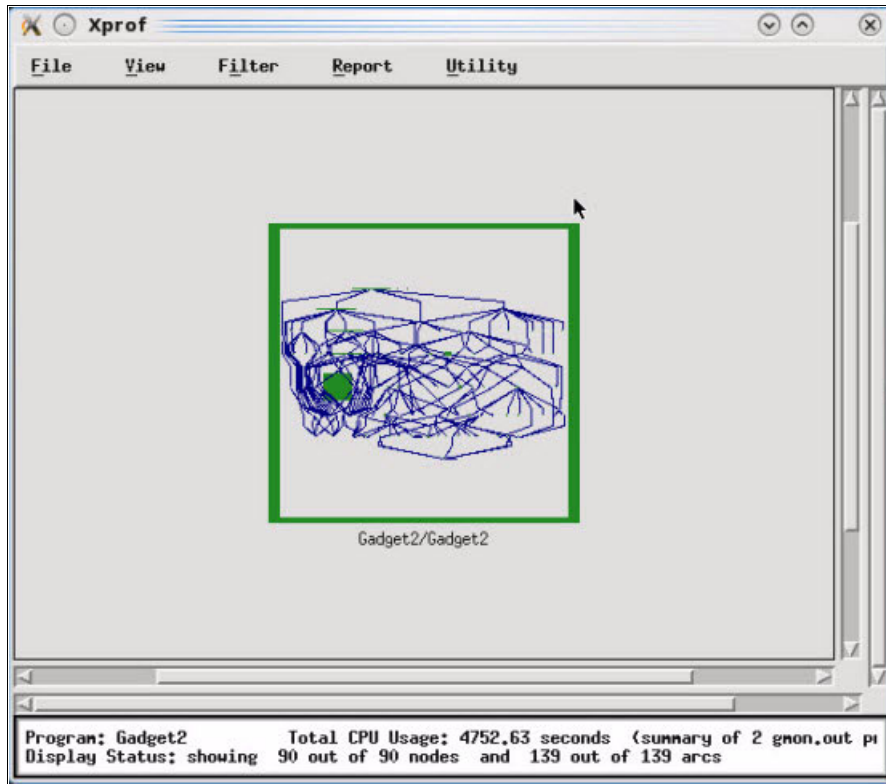 Xprof
File View Filter Report Utility
Gadget2/Gadget2
Program: Gadget2 Total CPU Usage: 4752.63 seconds (summary of 2 gmon.out
Display Status: showing 90 out of 90 nodes and 139 out of 139 arcs